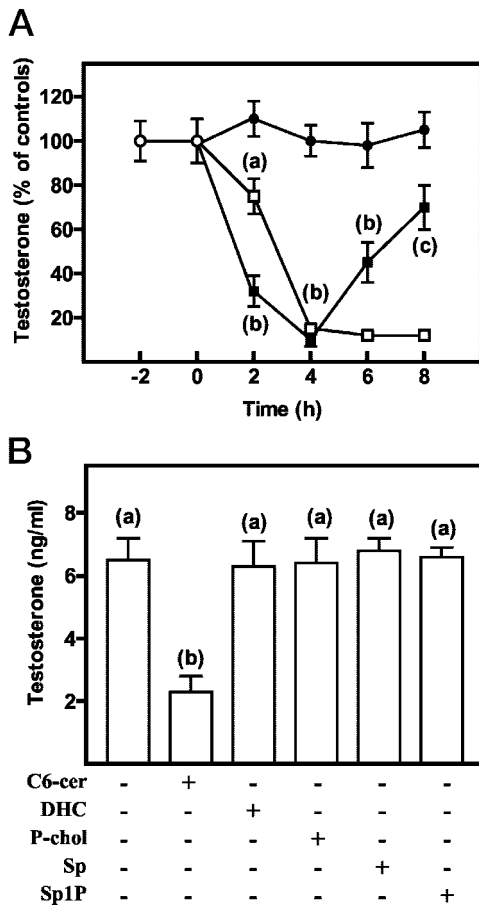 A
Testosterone (% of controls)
120
100
80
60
40
20
(a)
(b)
(b)
(b)
(c)
-2 0 2 4 6 8
Time (h)
B
Testosterone (ng/ml)
8
6
4
2
(a) (b) (a) (a) (a) (a)
C6-cer - + - - - -
DHC - - + - - -
P-chol - - - + - -
Sp - - - - + -
Sp1P - - - - - +